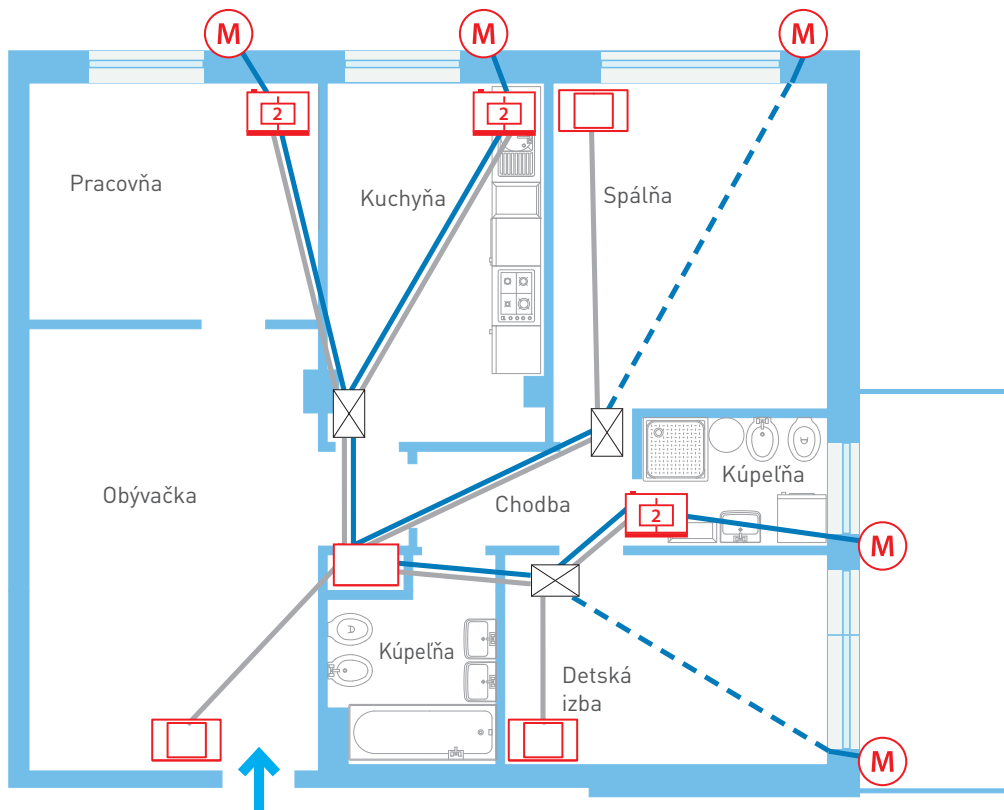 M
M
M
2
2
Pracovňa
Kuchyňa
Spálňa
Obývačka
Chodba
Kúpeľňa
2
M
Kúpeľňa
Detská
izba
M